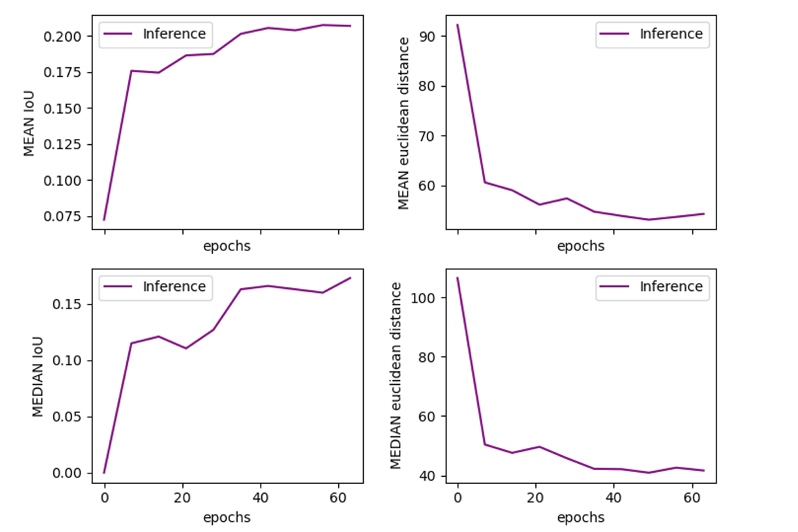 Inference
0.200
0.175
0.150
0.125
0.100
0.075
MEAN IoU
epochs
Inference
90
80
70
60
MEAN euclidean distance
epochs
Inference
0.15
0.10
0.05
0.00
MEDIAN IoU
0 20 40 60
epochs
Inference
100
80
60
40
MEDIAN euclidean distance
0 20 40 60
epochs